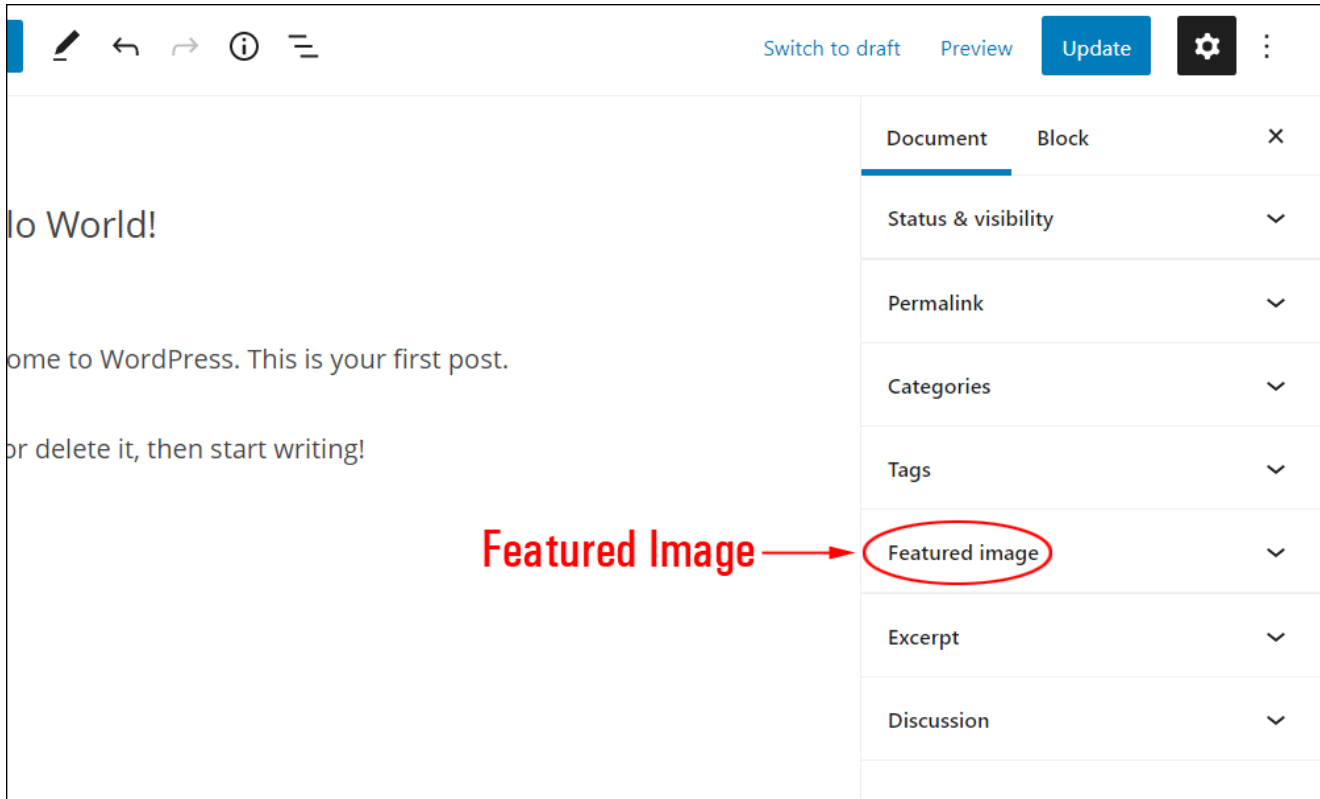 Switch to draft Preview Update
Document Block
Status & visibility
lo World!
Permalink
ome to WordPress. This is your first post.
Categories
or delete it, then start writing!
Tags
Featured Image
Featured image
Excerpt
Discussion